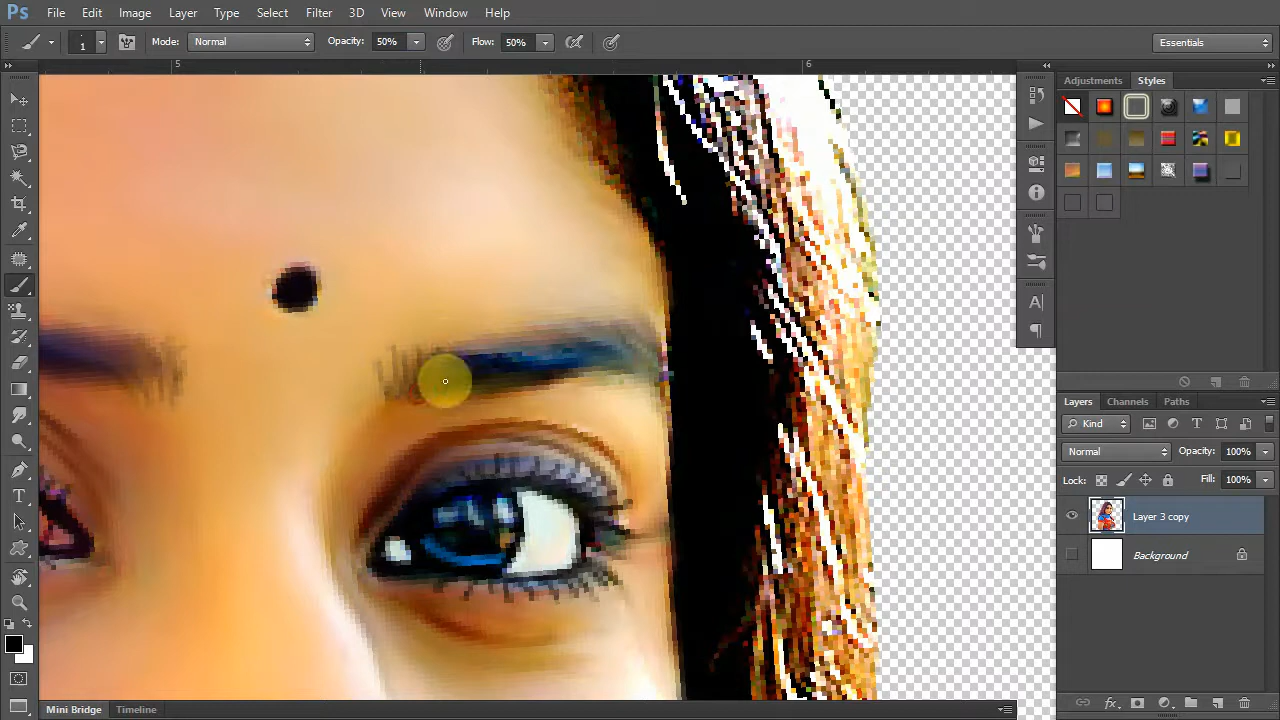 Ps File Edit Image Layer Type Select Filter 3D View Window Help
1 Mode: Normal Opacity: 50% Flow: 50% Essentials
5 6
Adjustments Styles
A|
Layers Channels Paths
Kind T
Normal Opacity: 100%
Lock: Fill: 100%
Layer 3 copy
Background
T
Mini Bridge Timeline